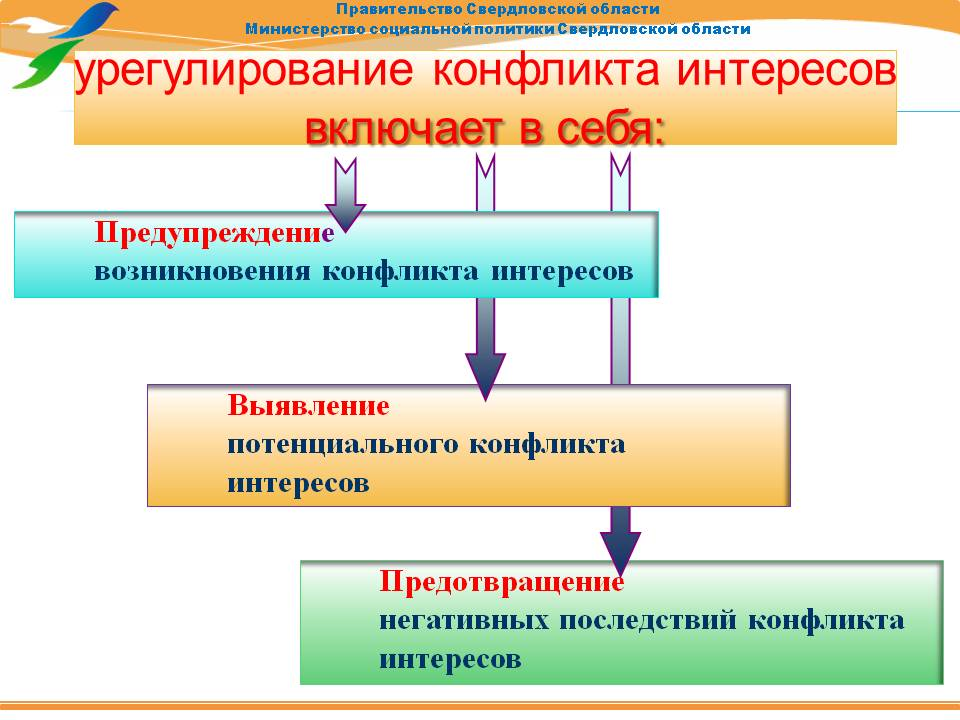 Правительство Свердловской области
Министерство социальной политики Свердловской области
урегулирование конфликта интересов
включает в себя:
Предупреждение
возникновения конфликта интересов
Выявление
потенциального конфликта
интересов
Предотвращение
негативных последствий конфликта
интересов